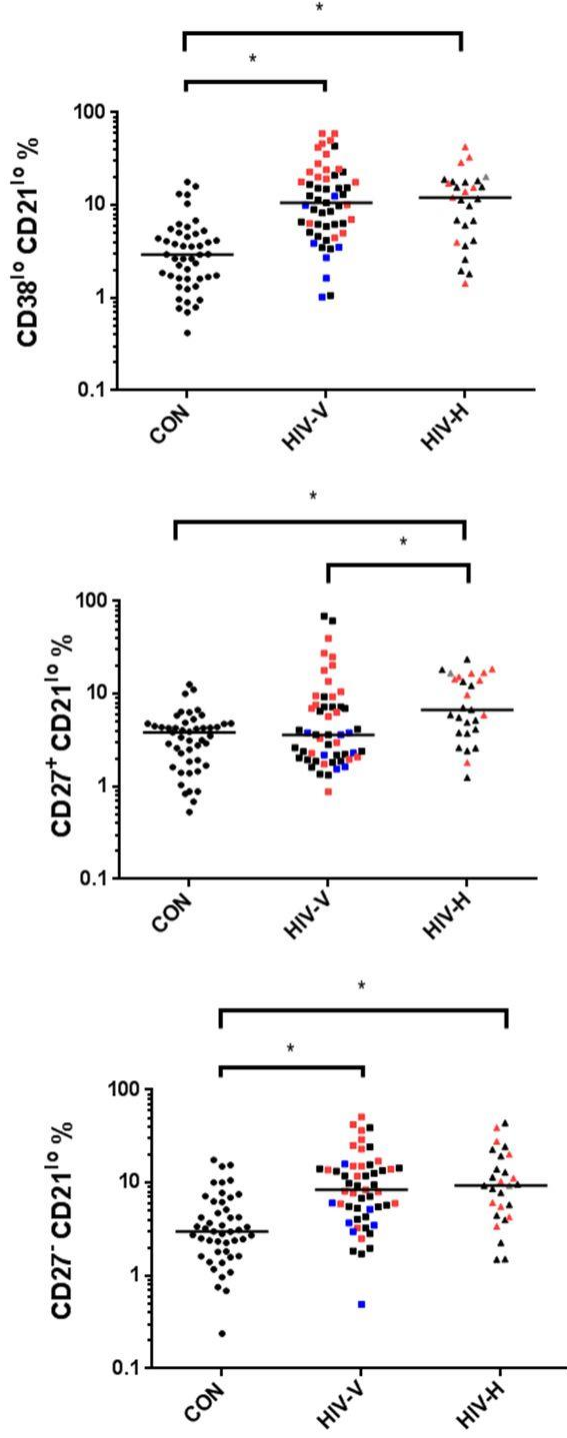 *
*
CD38ˡᵒ CD21ˡᵒ %
100
10
1
0.1
CON
HIV-V
HIV-H
*
*
CD27⁺ CD21ˡᵒ %
100
10
1
0.1
CON
HIV-V
HIV-H
*
*
CD27⁻ CD21ˡᵒ %
100
10
1
0.1
CON
HIV-V
HIV-H